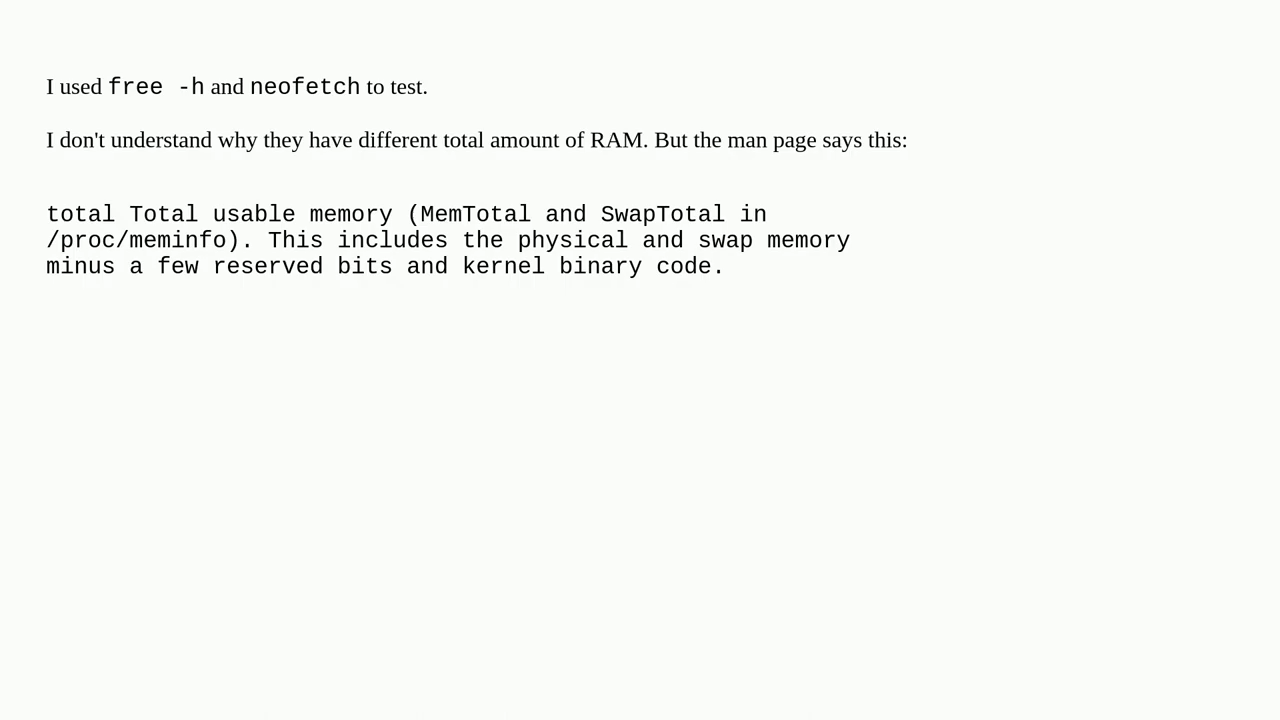 I used free -h and neofetch to test.
I don't understand why they have different total amount of RAM. But the man page says this:
total Total usable memory (MemTotal and SwapTotal in
/proc/meminfo). This includes the physical and swap memory
minus a few reserved bits and kernel binary code.